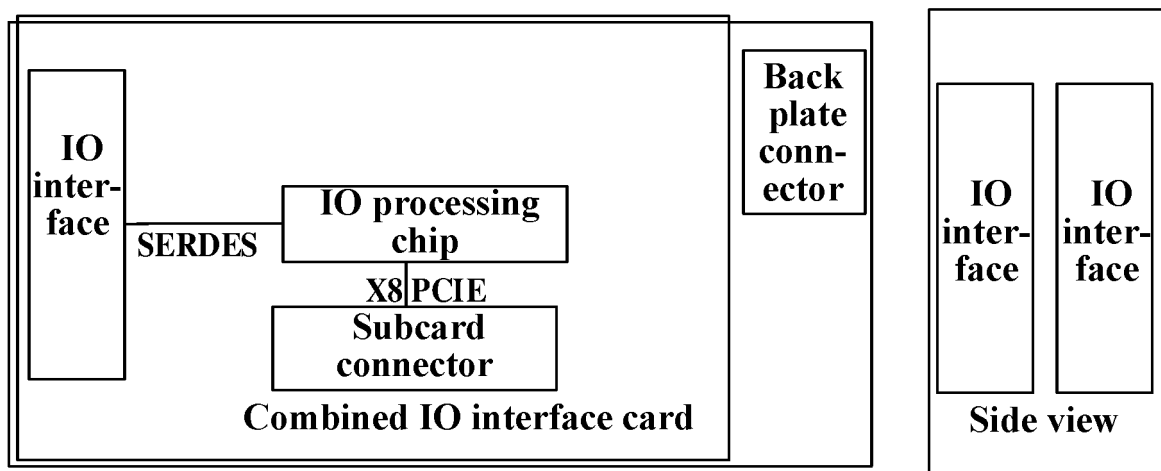 IO
inter-
face
SERDES
IO processing
chip
X8 PCIE
Subcard
connector
Combined IO interface card
Back
plate
conn-
ector
IO
inter-
face
IO
inter-
face
Side view